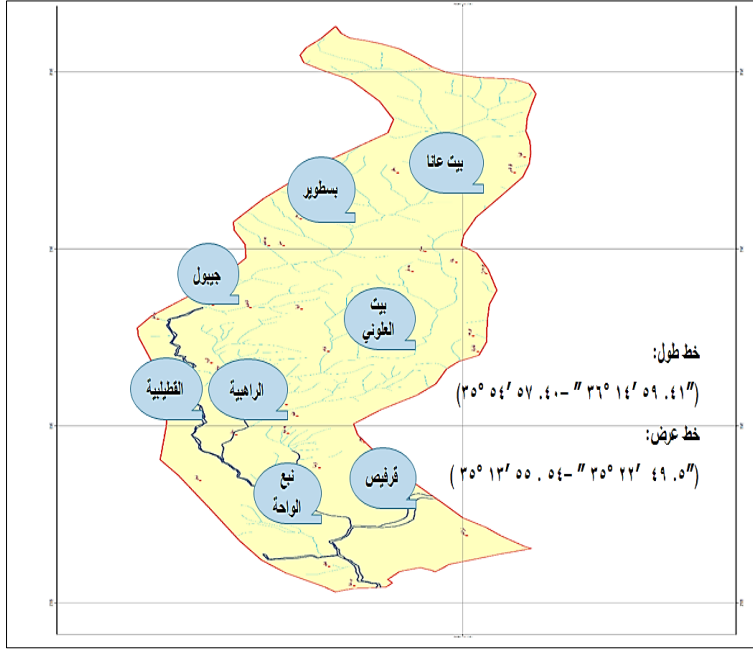 بيت عانا
بسطوير
جيبول
بيت
العلوني
القطيلبية
الراهبية
قرفيص
نبع
الواحة
خط طول:
(٣٥° ٥٤′ ٥٧ .٤٠– ″ ٣٦° ١٤′ ٥٩ .٤١″)
خط عرض:
( ٣٥° ١٣′ ٥٥ . ٥٤– ″ ٣٥° ٢٢′ ٤٩ .٥″)